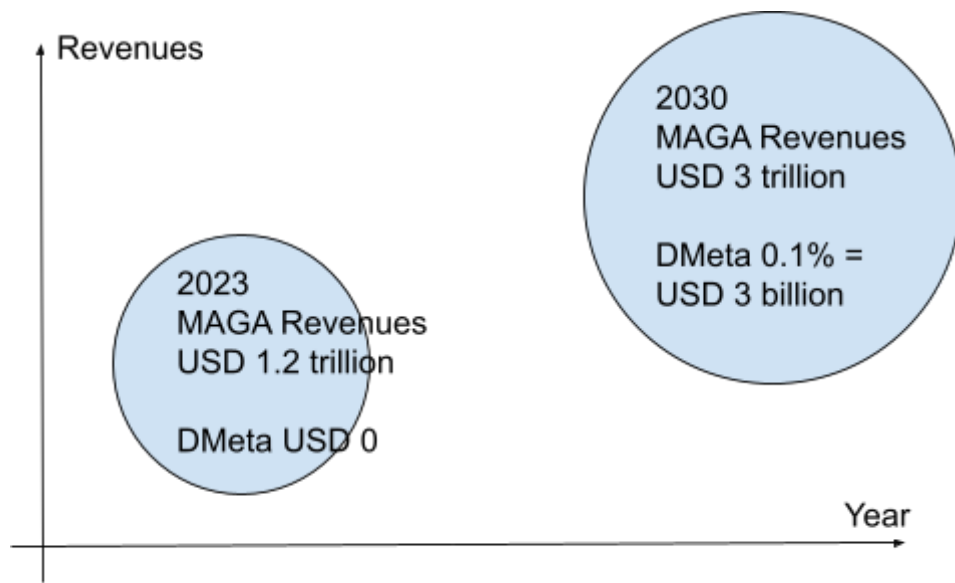 Revenues
2030
MAGA Revenues
USD 3 trillion
DMeta 0.1% =
USD 3 billion
2023
MAGA Revenues
USD 1.2 trillion
DMeta USD 0
Year